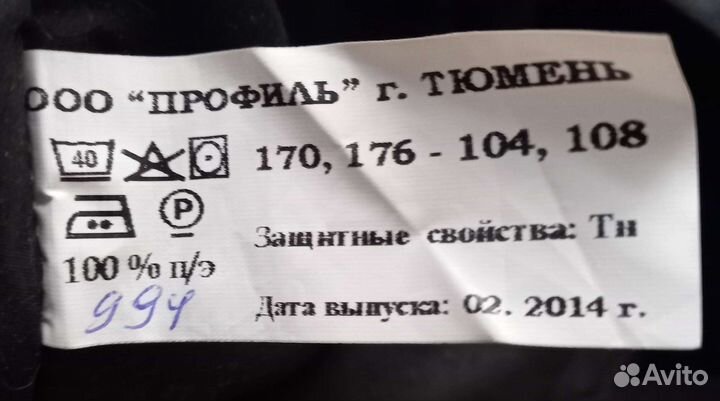 ООО “ПРОФИЛЬ” г. ТЮМЕНЬ
40 170, 176 - 104, 108
P
Защитные свойства: Тн
100 % п/э
994
Дата выпуска: 02. 2014 г.
Avito